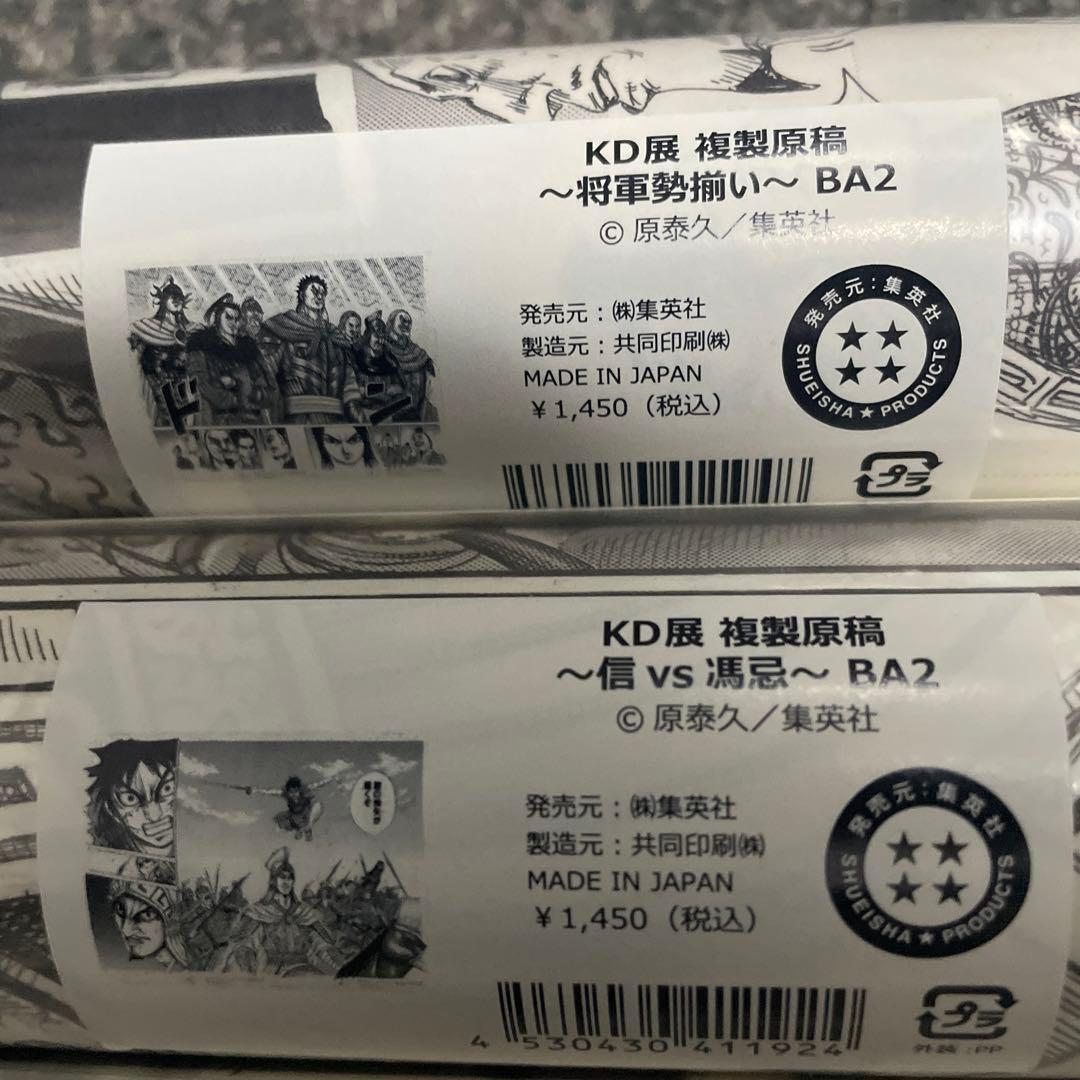 KD展 複製原稿
～将軍勢揃い～ BA2
© 原泰久／集英社
発売元：㈱集英社
製造元：共同印刷㈱
MADE IN JAPAN
￥1,450（税込）
発売元：集英社
SHUEISHA★PRODUCTS
プラ
ドン
KD展 複製原稿
～信 vs 馮忌～ BA2
© 原泰久／集英社
発売元：㈱集英社
製造元：共同印刷㈱
MADE IN JAPAN
￥1,450（税込）
発売元：集英社
SHUEISHA★PRODUCTS
プラ
外装：PP
4 530430 411924